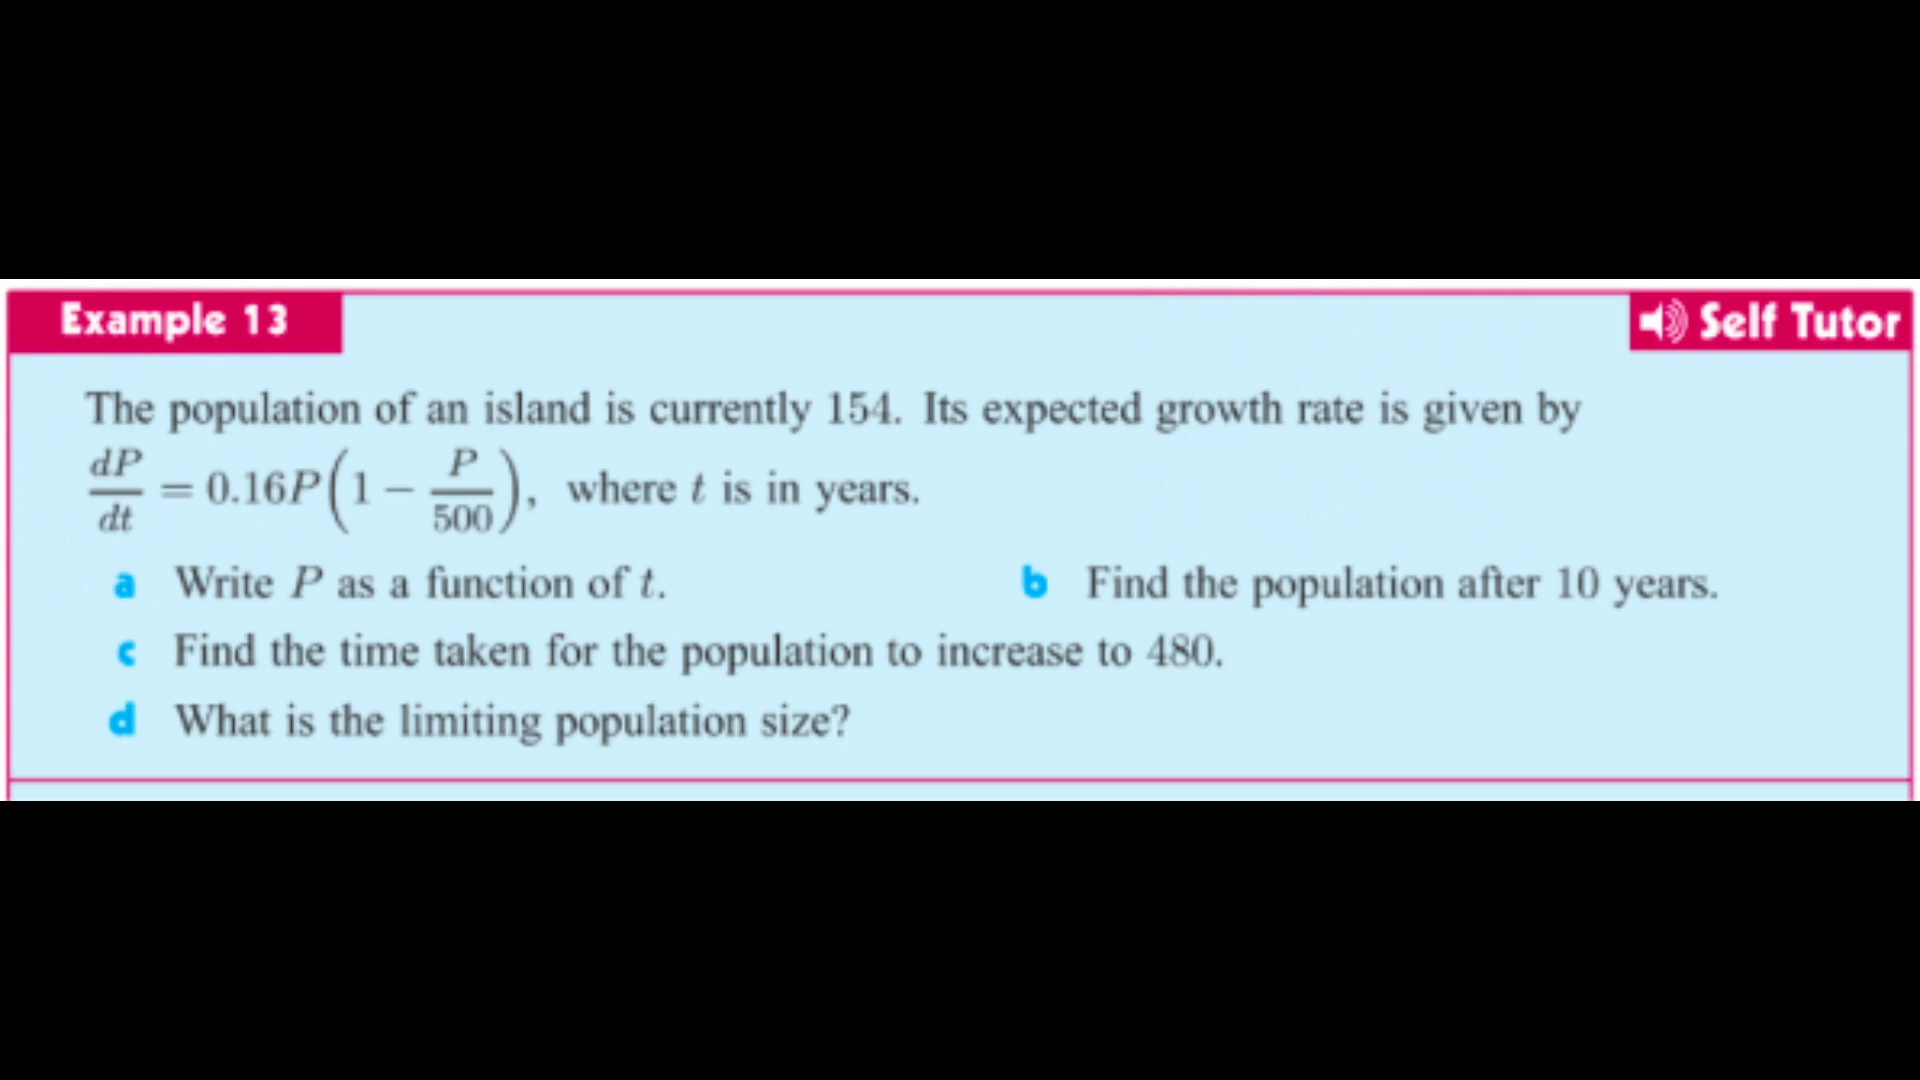 Example 13
Self Tutor
The population of an island is currently 154. Its expected growth rate is given by
dP/dt = 0.16P(1 − P/500), where t is in years.
a Write P as a function of t.
b Find the population after 10 years.
c Find the time taken for the population to increase to 480.
d What is the limiting population size?